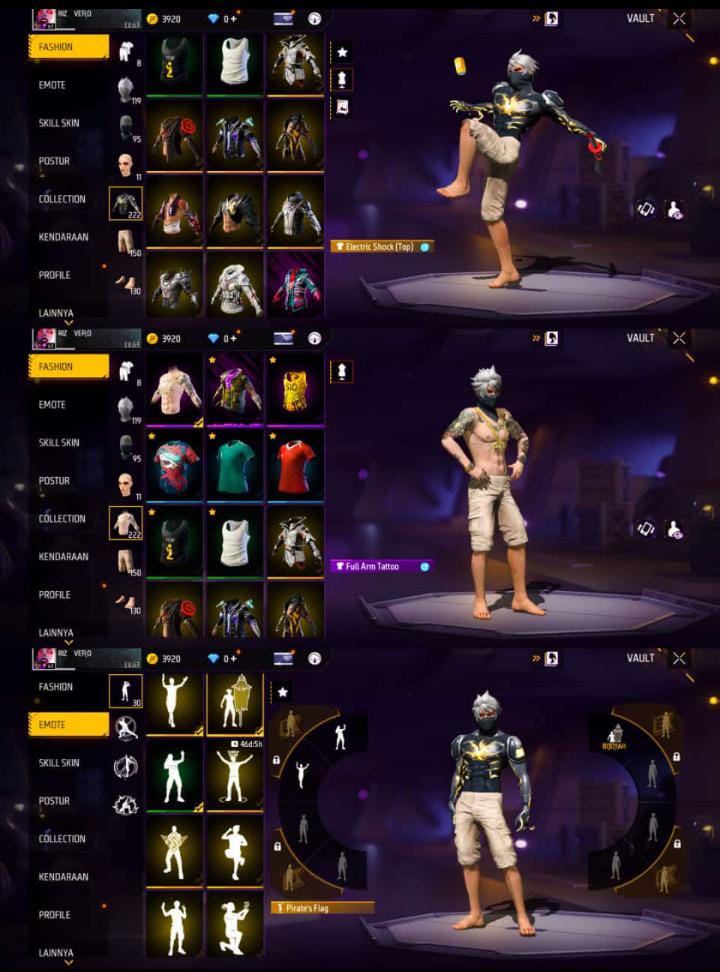 RIZ VERO
LV.63
3920
0 +
VAULT
FASHION
8
EMOTE
119
SKILL SKIN
95
POSTUR
11
COLLECTION
222
KENDARAAN
150
PROFILE
130
LAINNYA
Electric Shock (Top)
RIZ VERO
LV.63
3920
0 +
VAULT
FASHION
8
EMOTE
119
SKILL SKIN
95
POSTUR
11
COLLECTION
222
KENDARAAN
150
PROFILE
130
LAINNYA
Full Arm Tattoo
RIZ VERO
LV.63
3920
0 +
VAULT
FASHION
30
EMOTE
46d:5h
BOOYAH
SKILL SKIN
POSTUR
COLLECTION
KENDARAAN
PROFILE
Pirate's Flag
LAINNYA